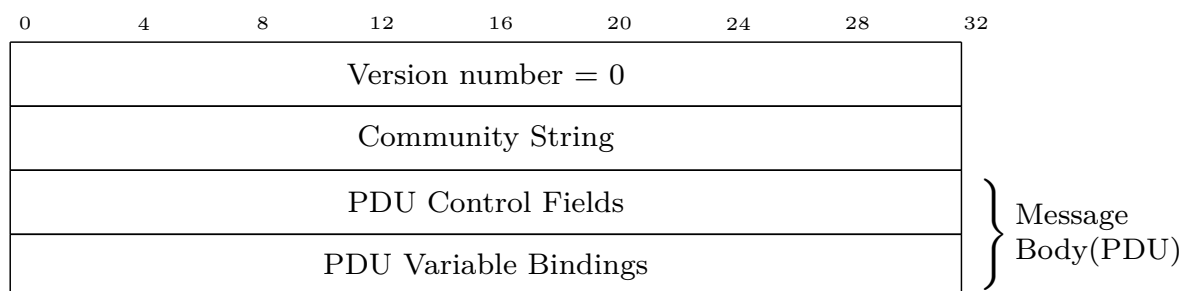 0 4 8 12 16 20 24 28 32
Version number = 0
Community String
PDU Control Fields
PDU Variable Bindings
Message
Body(PDU)